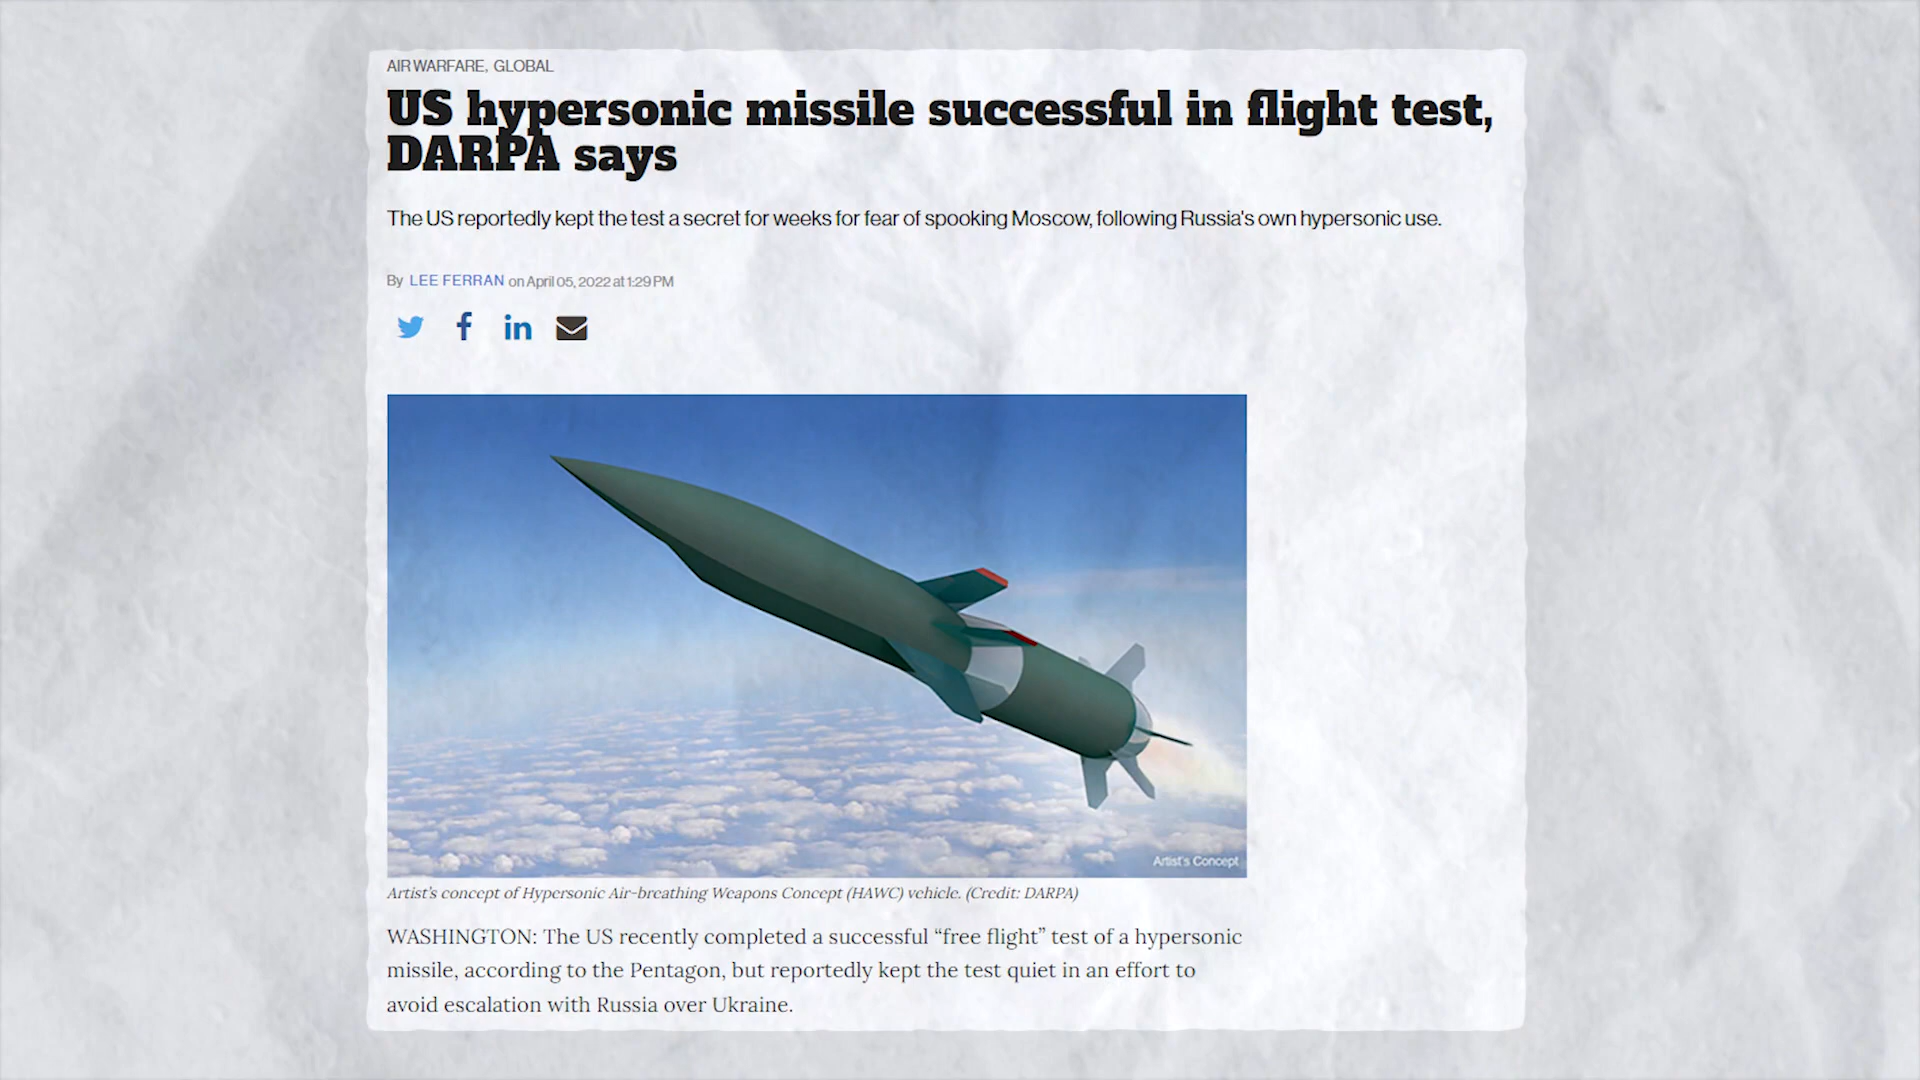 AIR WARFARE, GLOBAL
US hypersonic missile successful in flight test,
DARPA says
The US reportedly kept the test a secret for weeks for fear of spooking Moscow, following Russia's own hypersonic use.
By LEE FERRAN on April 05, 2022 at 1:29 PM
Artist's Concept
Artist's concept of Hypersonic Air-breathing Weapons Concept (HAWC) vehicle. (Credit: DARPA)
WASHINGTON: The US recently completed a successful “free flight” test of a hypersonic
missile, according to the Pentagon, but reportedly kept the test quiet in an effort to
avoid escalation with Russia over Ukraine.